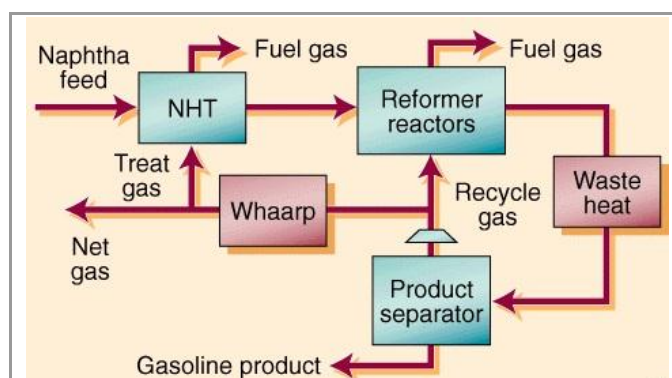 Naphtha
feed
Fuel gas
Fuel gas
NHT
Reformer
reactors
Treat
gas
Whaarp
Recycle
gas
Waste
heat
Net
gas
Product
separator
Gasoline product